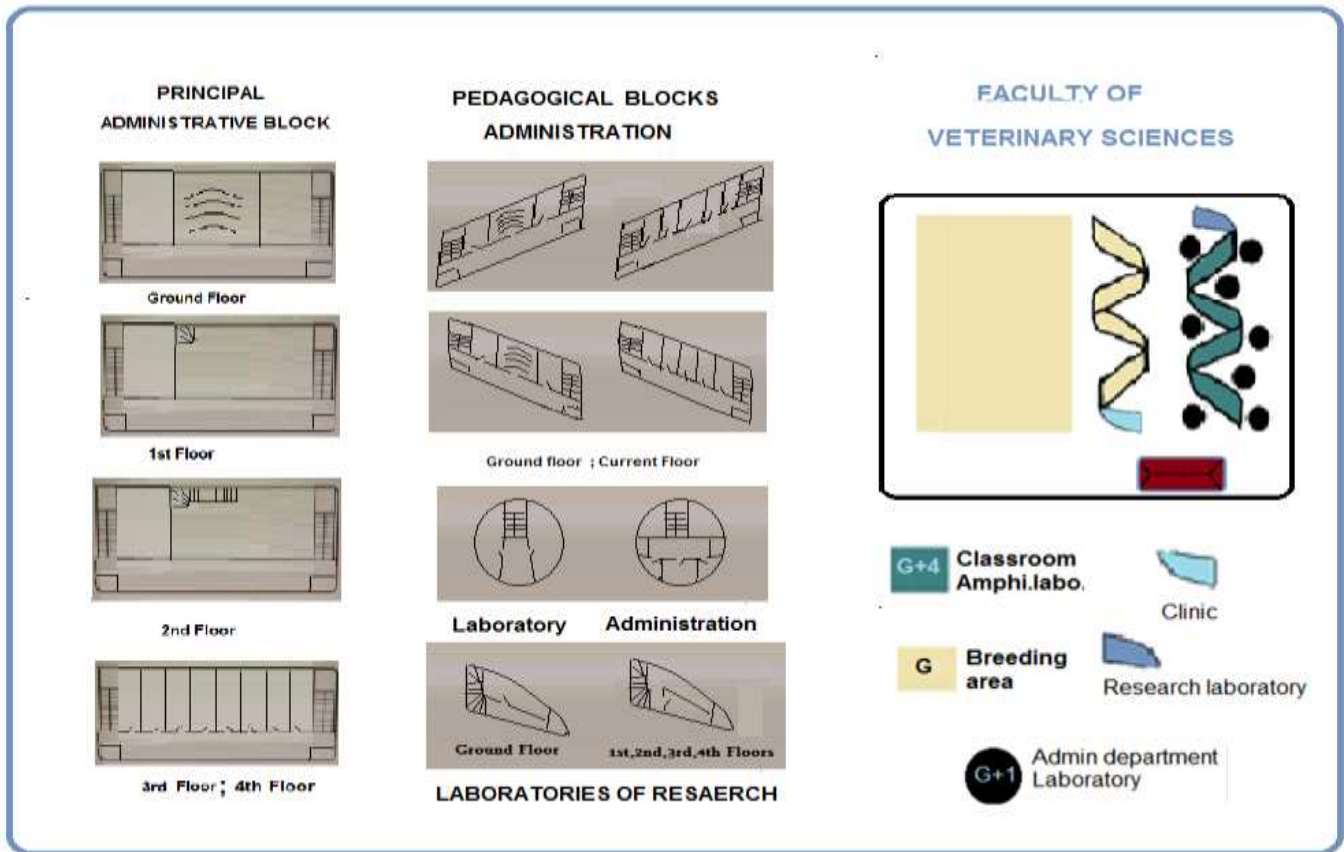 PRINCIPAL
ADMINISTRATIVE BLOCK
Ground Floor
1st Floor
2nd Floor
3rd Floor; 4th Floor
PEDAGOGICAL BLOCKS
ADMINISTRATION
Ground floor ; Current Floor
Laboratory
Administration
Ground Floor
1st,2nd,3rd,4th Floors
LABORATORIES OF RESAERCH
FACULTY OF
VETERINARY SCIENCES
G+4
Classroom
Amphi.labo.
Clinic
G
Breeding
area
Research laboratory
G+1
Admin department
Laboratory